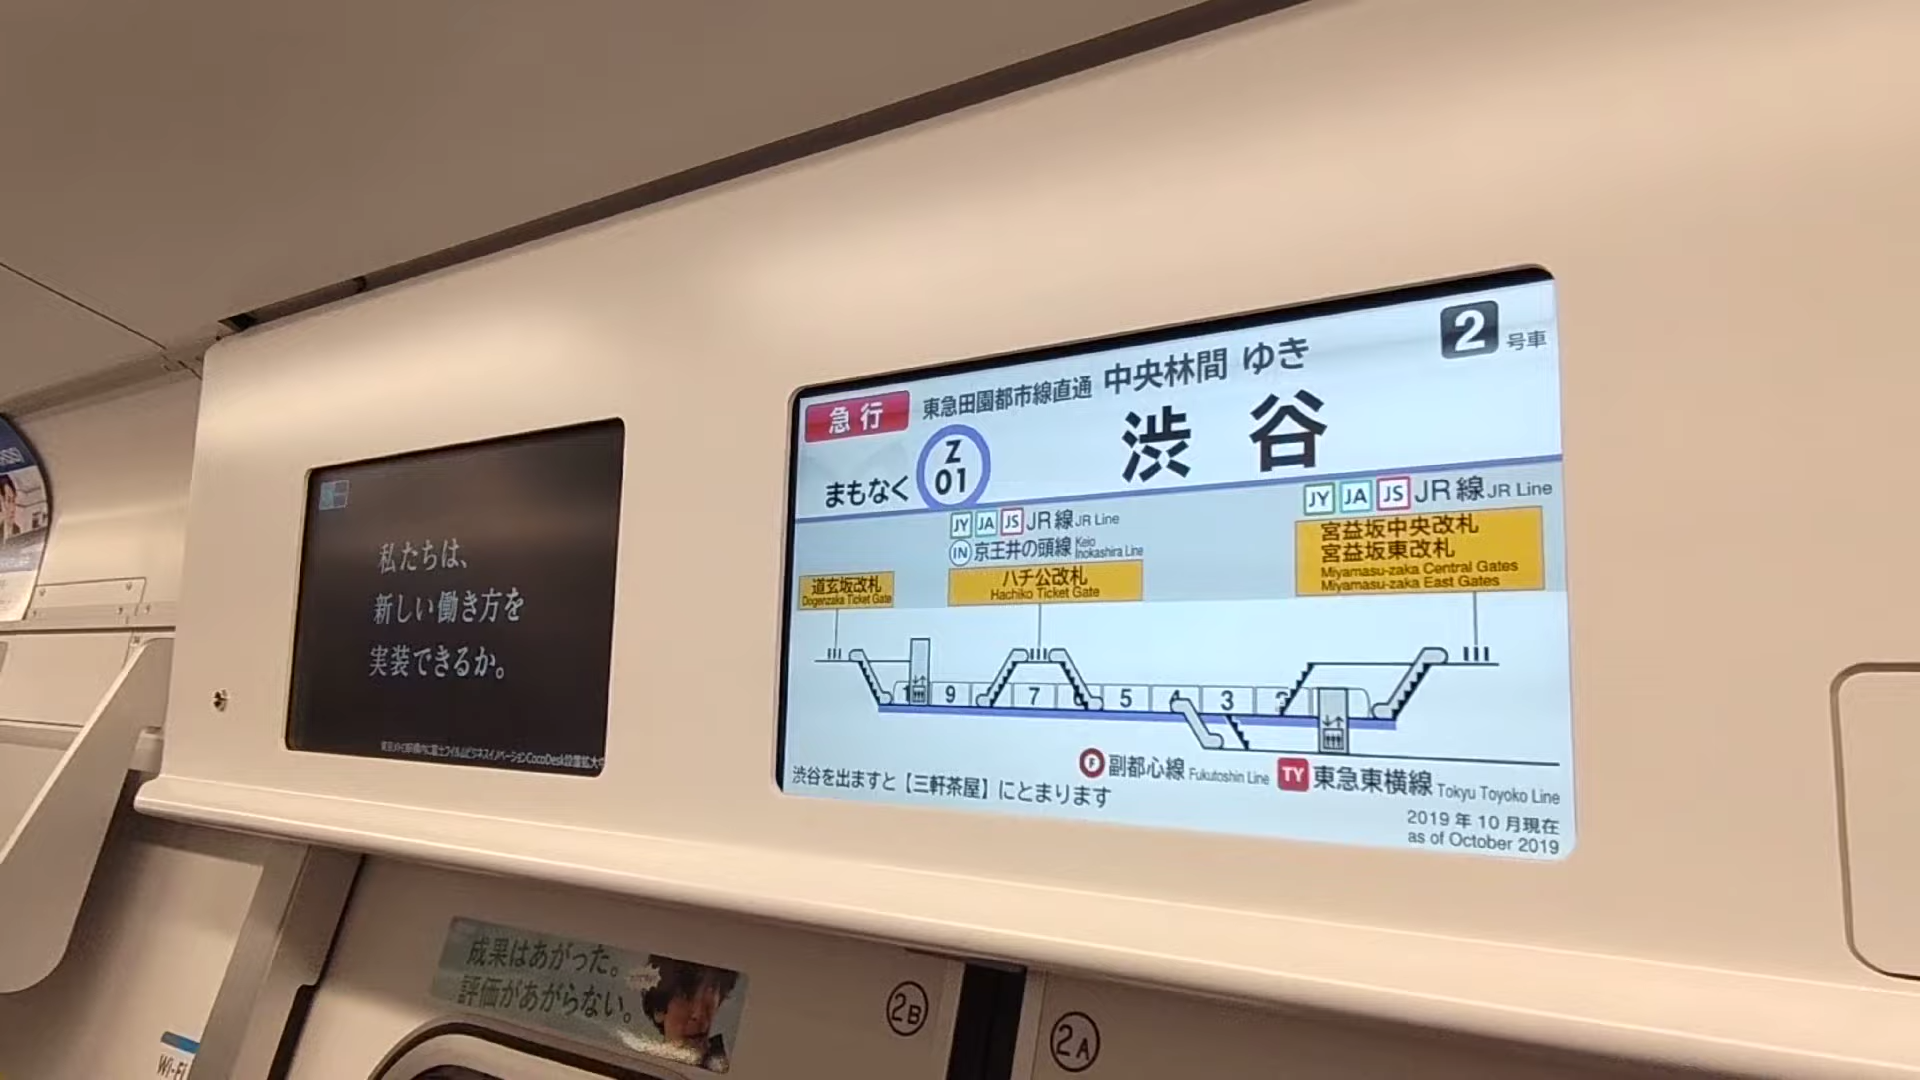 2 号車
急行 東急田園都市線直通 中央林間 ゆき
まもなく Z 01 渋谷
JY JA JS JR線 JR Line
IN 京王井の頭線 Keio Inokashira Line
JY JA JS JR線 JR Line
道玄坂改札
Dogenzaka Ticket Gate
ハチ公改札
Hachiko Ticket Gate
宮益坂中央改札
宮益坂東改札
Miyamasu-zaka Central Gates
Miyamasu-zaka East Gates
9 7 5 4 3 2
F 副都心線 Fukutoshin Line TY 東急東横線 Tokyu Toyoko Line
渋谷を出ますと【三軒茶屋】にとまります
2019年10月現在
as of October 2019
私たちは、
新しい働き方を
実装できるか。
成果はあがった。
評価があがらない。
2B
2A
Wi-Fi